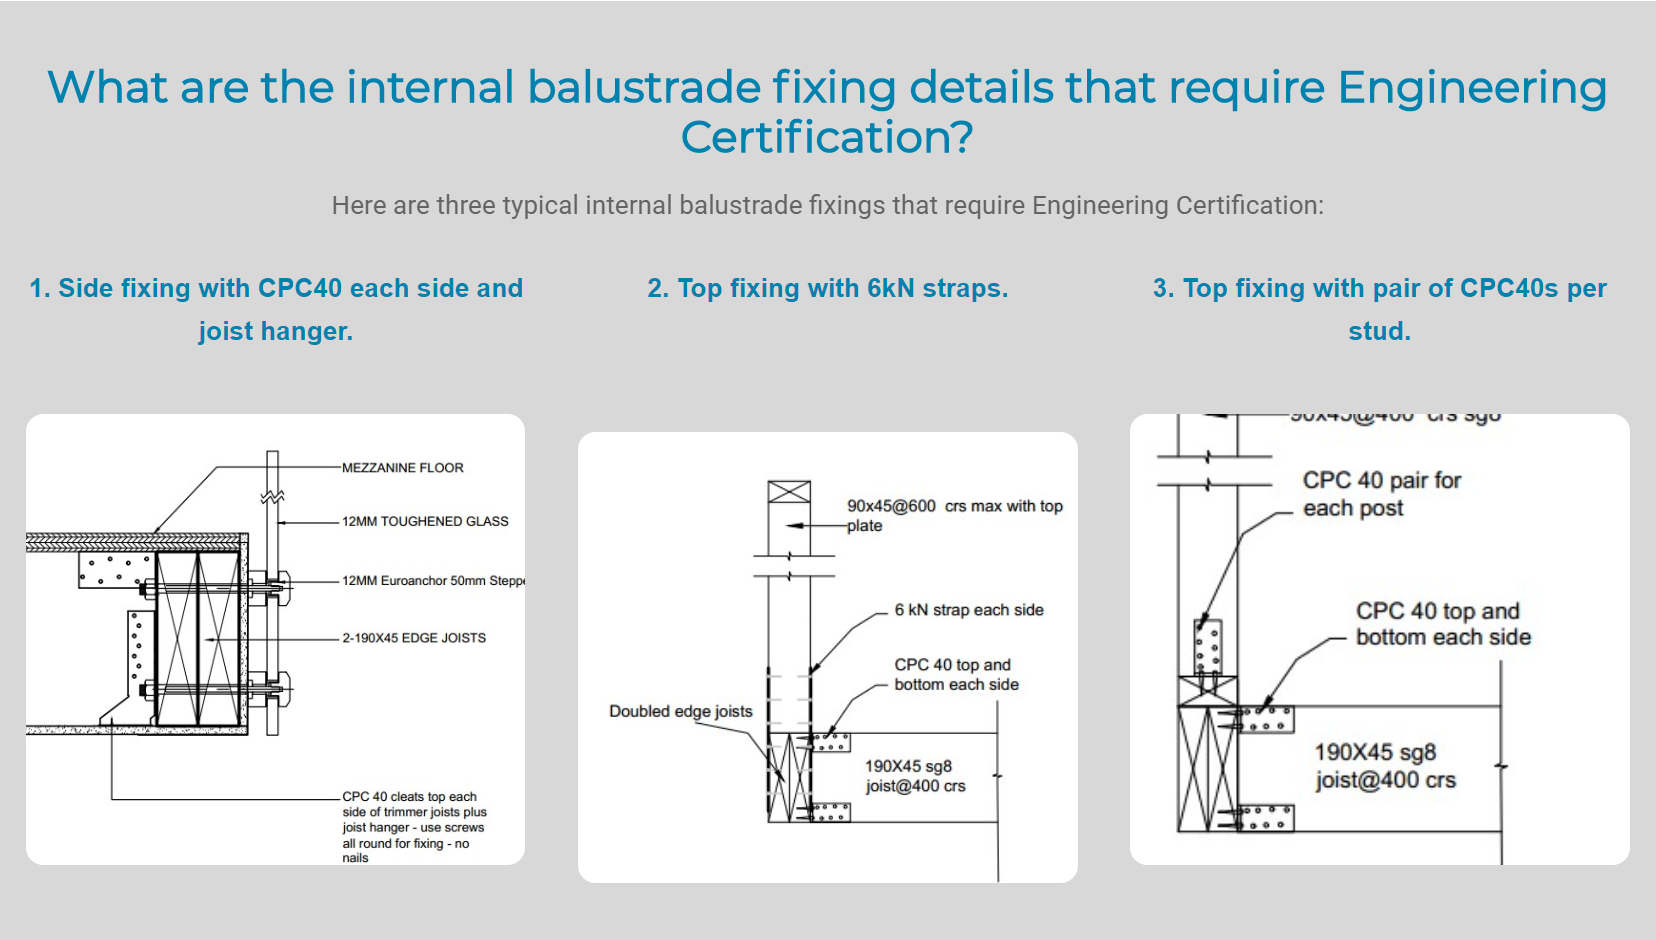 What are the internal balustrade fixing details that require Engineering
Certification?
Here are three typical internal balustrade fixings that require Engineering Certification:
1. Side fixing with CPC40 each side and
joist hanger.
MEZZANINE FLOOR
12MM TOUGHENED GLASS
12MM Euroanchor 50mm Steppe
2-190X45 EDGE JOISTS
CPC 40 cleats top each
side of trimmer joists plus
joist hanger - use screws
all round for fixing - no
nails
2. Top fixing with 6kN straps.
90x45@600 crs max with top
plate
6 kN strap each side
CPC 40 top and
bottom each side
Doubled edge joists
190X45 sg8
joist@400 crs
3. Top fixing with pair of CPC40s per
stud.
90x45@400 crs sg8
CPC 40 pair for
each post
CPC 40 top and
bottom each side
190X45 sg8
joist@400 crs